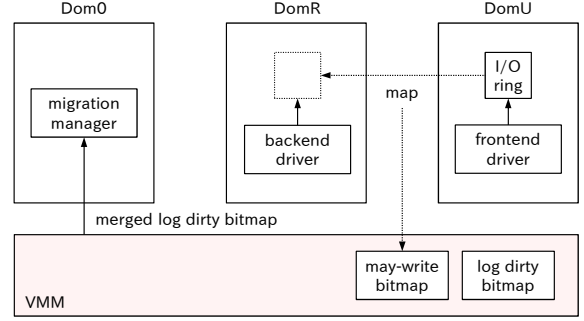 Dom0
DomR
DomU
migration
manager
backend
driver
map
I/O
ring
frontend
driver
merged log dirty bitmap
VMM
may-write
bitmap
log dirty
bitmap